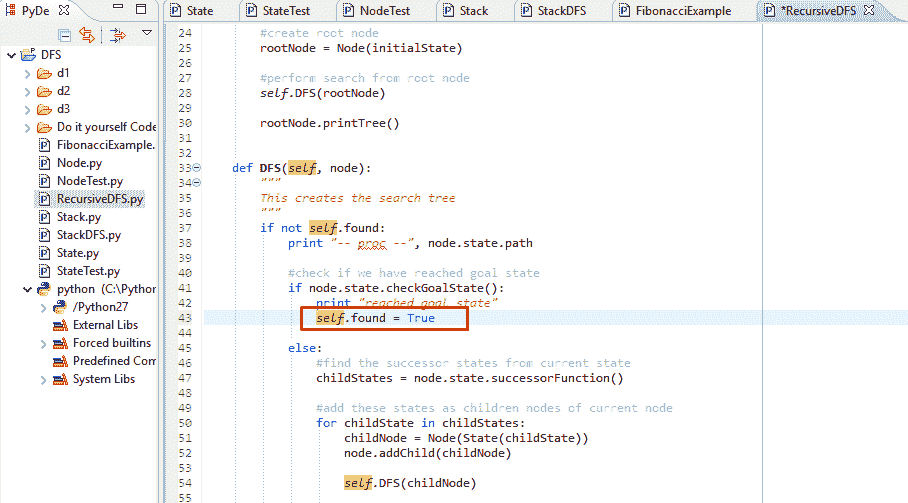 PyDe
State
StateTest
NodeTest
Stack
StackDFS
FibonacciExample
*RecursiveDFS
DFS
d1
d2
d3
Do it yourself Code
FibonacciExample.
Node.py
NodeTest.py
RecursiveDFS.py
Stack.py
StackDFS.py
State.py
StateTest.py
python (C:\Python
/Python27
External Libs
Forced builtins
Predefined Com
System Libs
24 #create root node
25 rootNode = Node(initialState)
26
27 #perform search from root node
28 self.DFS(rootNode)
29
30 rootNode.printTree()
31
32
33 def DFS(self, node):
34 """
35 This creates the search tree
36 """
37 if not self.found:
38 print "-- proc --", node.state.path
39
40 #check if we have reached goal state
41 if node.state.checkGoalState():
42 print "reached goal state"
43 self.found = True
44
45 else:
46 #find the successor states from current state
47 childStates = node.state.successorFunction()
48
49 #add these states as children nodes of current node
50 for childState in childStates:
51 childNode = Node(State(childState))
52 node.addChild(childNode)
53
54 self.DFS(childNode)
55